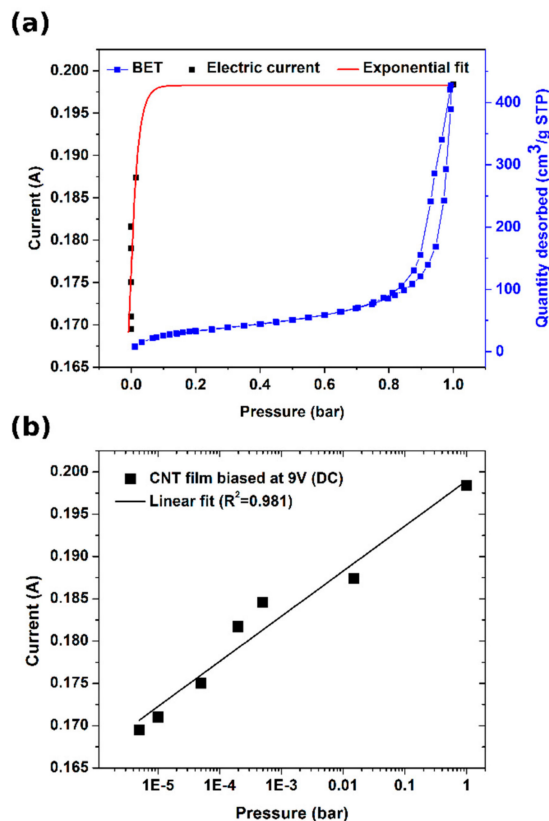 (a)
BET Electric current Exponential fit
0.200
0.195
0.190
0.185
0.180
0.175
0.170
0.165
Current (A)
400
300
200
100
0
Quantity desorbed (cm³/g STP)
0.0 0.2 0.4 0.6 0.8 1.0
Pressure (bar)
(b)
CNT film biased at 9V (DC)
Linear fit (R²=0.981)
0.200
0.195
0.190
0.185
0.180
0.175
0.170
0.165
Current (A)
1E-5 1E-4 1E-3 0.01 0.1 1
Pressure (bar)